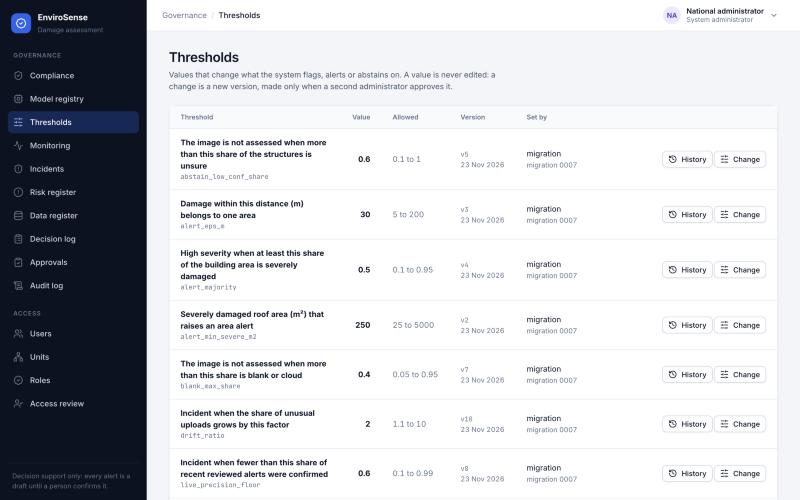 EnviroSense
Damage assessment
GOVERNANCE
Compliance
Model registry
Thresholds
Monitoring
Incidents
Risk register
Data register
Decision log
Approvals
Audit log
ACCESS
Users
Units
Roles
Access review
Decision support only: every alert is a
draft until a person confirms it.
Governance / Thresholds
NA
National administrator
System administrator
Thresholds
Values that change what the system flags, alerts or abstains on. A value is never edited: a
change is a new version, made only when a second administrator approves it.
Threshold Value Allowed Version Set by
The image is not assessed when more
than this share of the structures is
unsure
abstain_low_conf_share
0.6
0.1 to 1
v5
23 Nov 2026
migration
migration 0007
History
Change
Damage within this distance (m)
belongs to one area
alert_eps_m
30
5 to 200
v3
23 Nov 2026
migration
migration 0007
History
Change
High severity when at least this share
of the building area is severely
damaged
alert_majority
0.5
0.1 to 0.95
v4
23 Nov 2026
migration
migration 0007
History
Change
Severely damaged roof area (m²) that
raises an area alert
alert_min_severe_m2
250
25 to 5000
v2
23 Nov 2026
migration
migration 0007
History
Change
The image is not assessed when more
than this share is blank or cloud
blank_max_share
0.4
0.05 to 0.95
v7
23 Nov 2026
migration
migration 0007
History
Change
Incident when the share of unusual
uploads grows by this factor
drift_ratio
2
1.1 to 10
v10
23 Nov 2026
migration
migration 0007
History
Change
Incident when fewer than this share of
recent reviewed alerts were confirmed
live_precision_floor
0.6
0.1 to 0.99
v8
23 Nov 2026
migration
migration 0007
History
Change